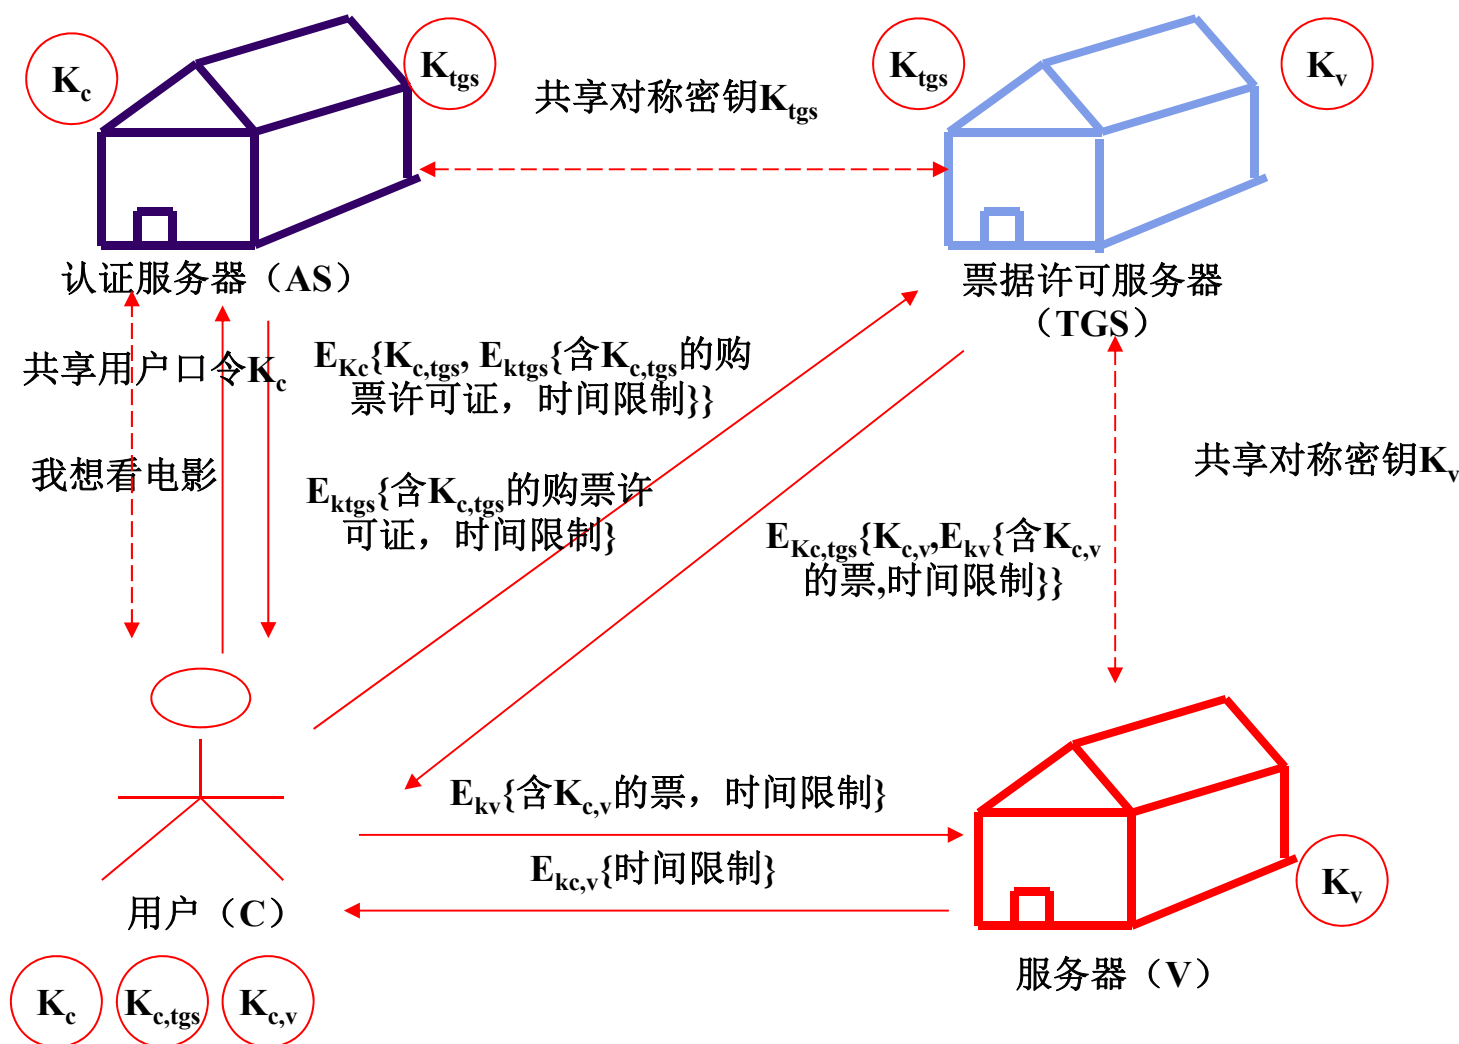 Kc
Ktgs
Ktgs
Kv
共享对称密钥Ktgs
认证服务器（AS）
票据许可服务器
（TGS）
共享用户口令Kc
EKc{Kc,tgs, Ektgs{含Kc,tgs的购
票许可证，时间限制}}
我想看电影
Ektgs{含Kc,tgs的购票许
可证，时间限制}
共享对称密钥Kv
EKc,tgs{Kc,v,Ekv{含Kc,v
的票,时间限制}}
Ekv{含Kc,v的票，时间限制}
Ekc,v{时间限制}
Kv
用户（C）
服务器（V）
Kc
Kc,tgs
Kc,v